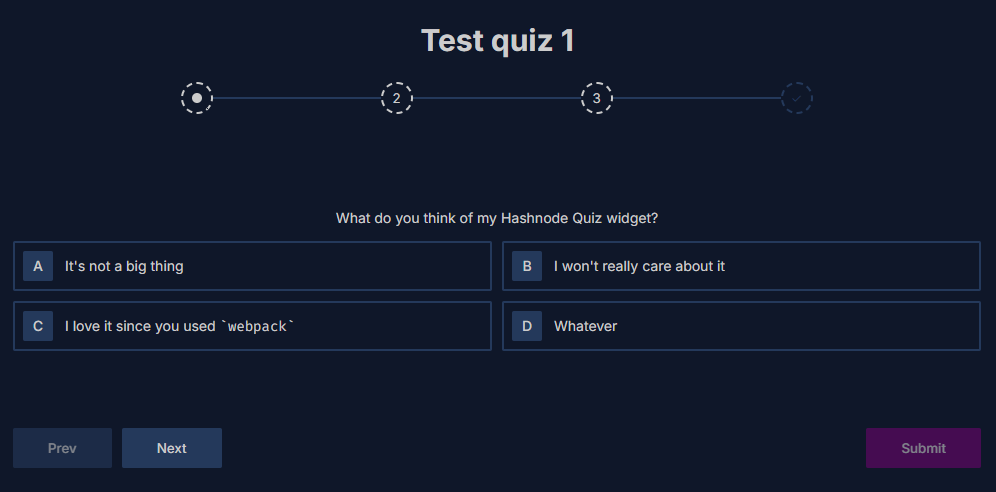 Test quiz 1
2 3
What do you think of my Hashnode Quiz widget?
A It's not a big thing B I won't really care about it
C I love it since you used `webpack` D Whatever
Prev Next Submit